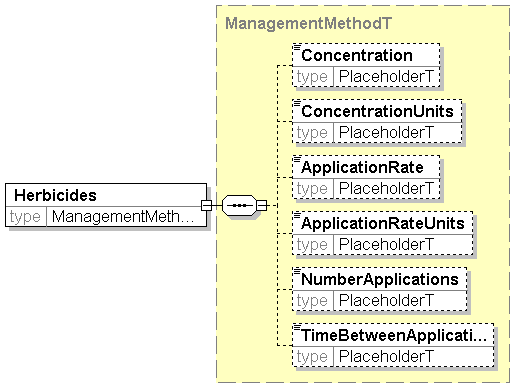 ManagementMethodT
Concentration
type PlaceholderT
ConcentrationUnits
type PlaceholderT
ApplicationRate
type PlaceholderT
Herbicides
type ManagementMeth...
ApplicationRateUnits
type PlaceholderT
NumberApplications
type PlaceholderT
TimeBetweenApplicati...
type PlaceholderT